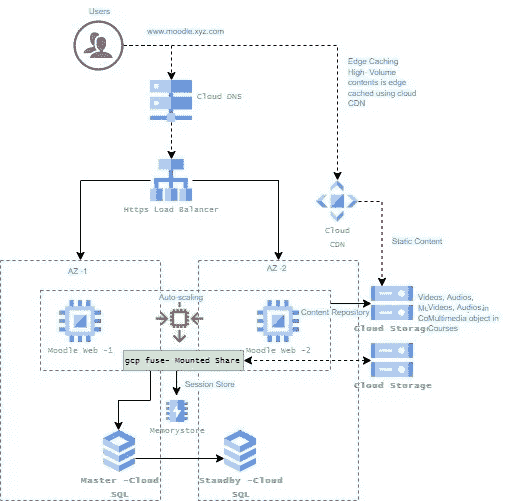 Users
www.moodle.xyz.com
Edge Caching
High- Volume
contents is edge
cached using cloud
CDN
Cloud DNS
Https Load Balancer
Cloud
CDN
Static Content
AZ -1
AZ -2
Auto-scaling
Content Repository
Videos, Audios,
Videos, Audios,
Multimedia object in
Courses
Cloud Storage
Moodle Web -1
Moodle Web -2
gcp fuse- Mounted Share
Cloud Storage
Session Store
Memorystore
Master -Cloud
SQL
Standby -Cloud
SQL